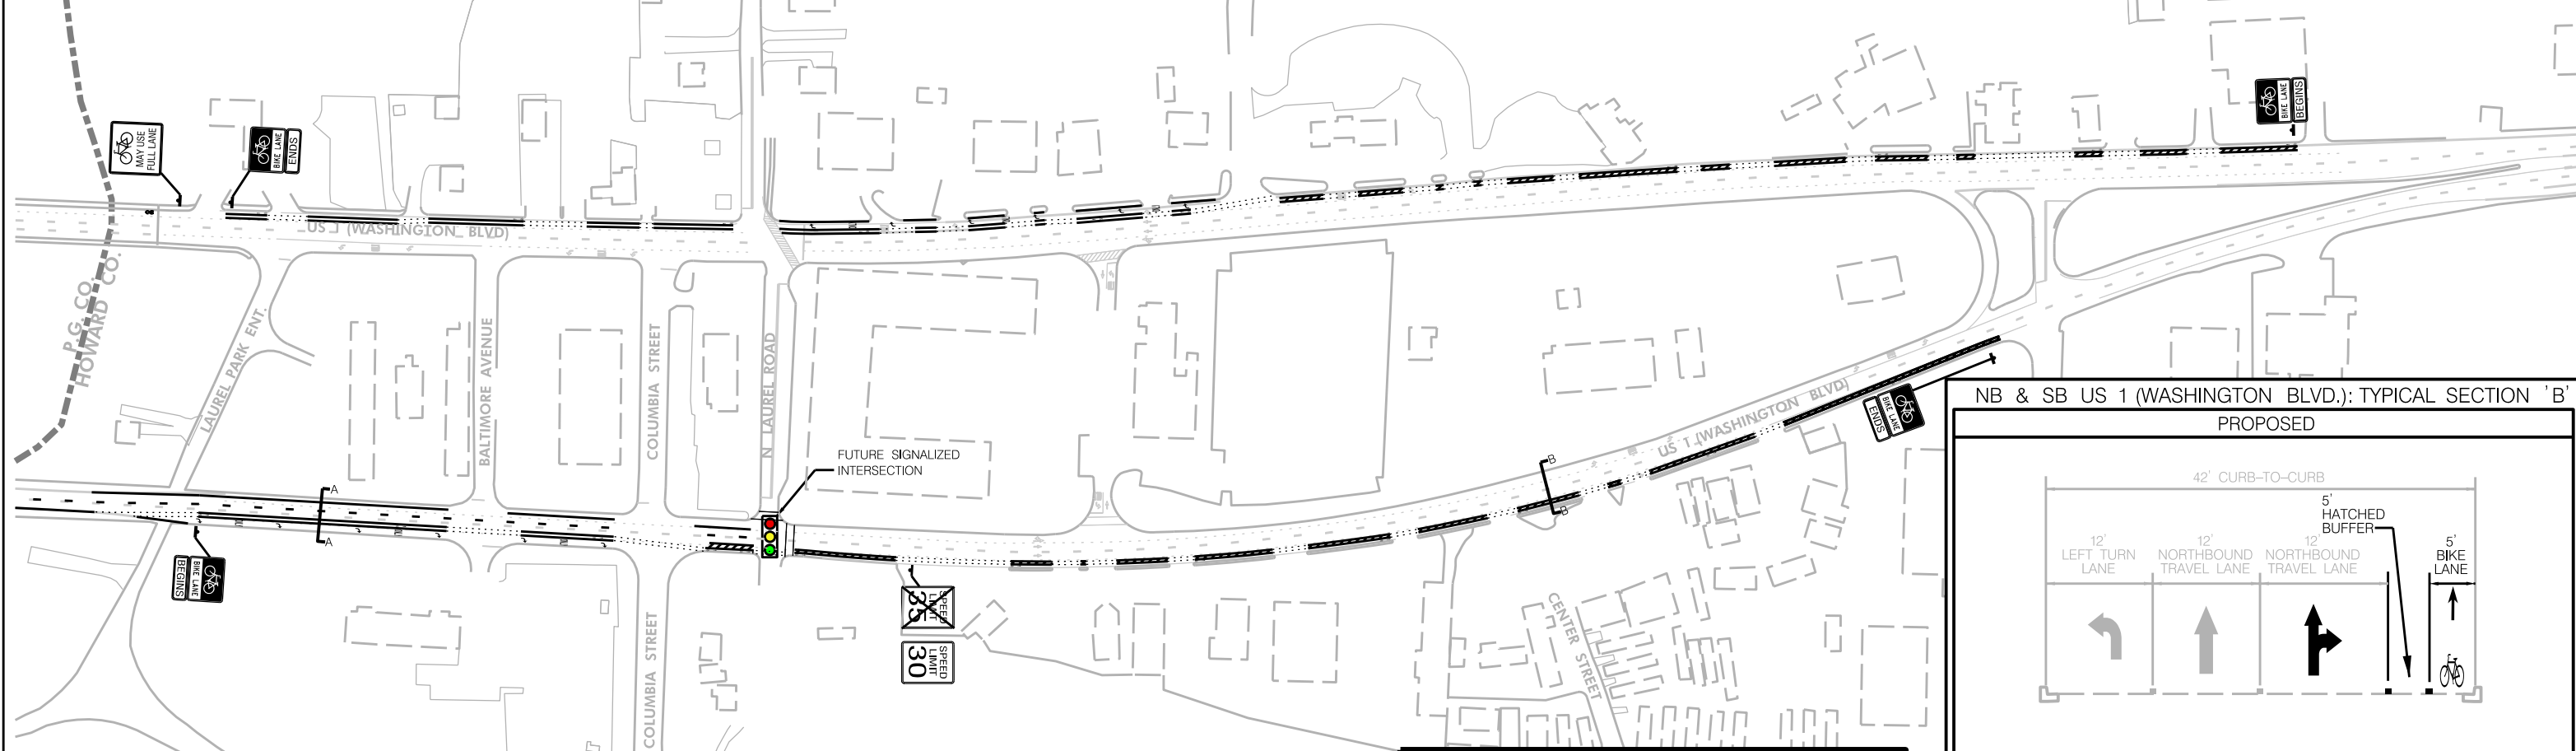 MAY USE
FULL LANE
BIKE LANE
ENDS
BIKE LANE
BEGINS
US 1 (WASHINGTON BLVD)
P.G. CO.
HOWARD CO.
LAUREL PARK ENT.
BALTIMORE AVENUE
COLUMBIA STREET
N LAUREL ROAD
FUTURE SIGNALIZED
INTERSECTION
A
A
B
B
US 1 (WASHINGTON BLVD)
BIKE LANE
ENDS
BIKE LANE
BEGINS
SPEED
LIMIT
35
SPEED
LIMIT
30
COLUMBIA STREET
CENTER STREET
NB & SB US 1 (WASHINGTON BLVD.): TYPICAL SECTION 'B'
PROPOSED
42' CURB-TO-CURB
5'
HATCHED
BUFFER
12'
LEFT TURN
LANE
12'
NORTHBOUND
TRAVEL LANE
12'
NORTHBOUND
TRAVEL LANE
5'
BIKE
LANE